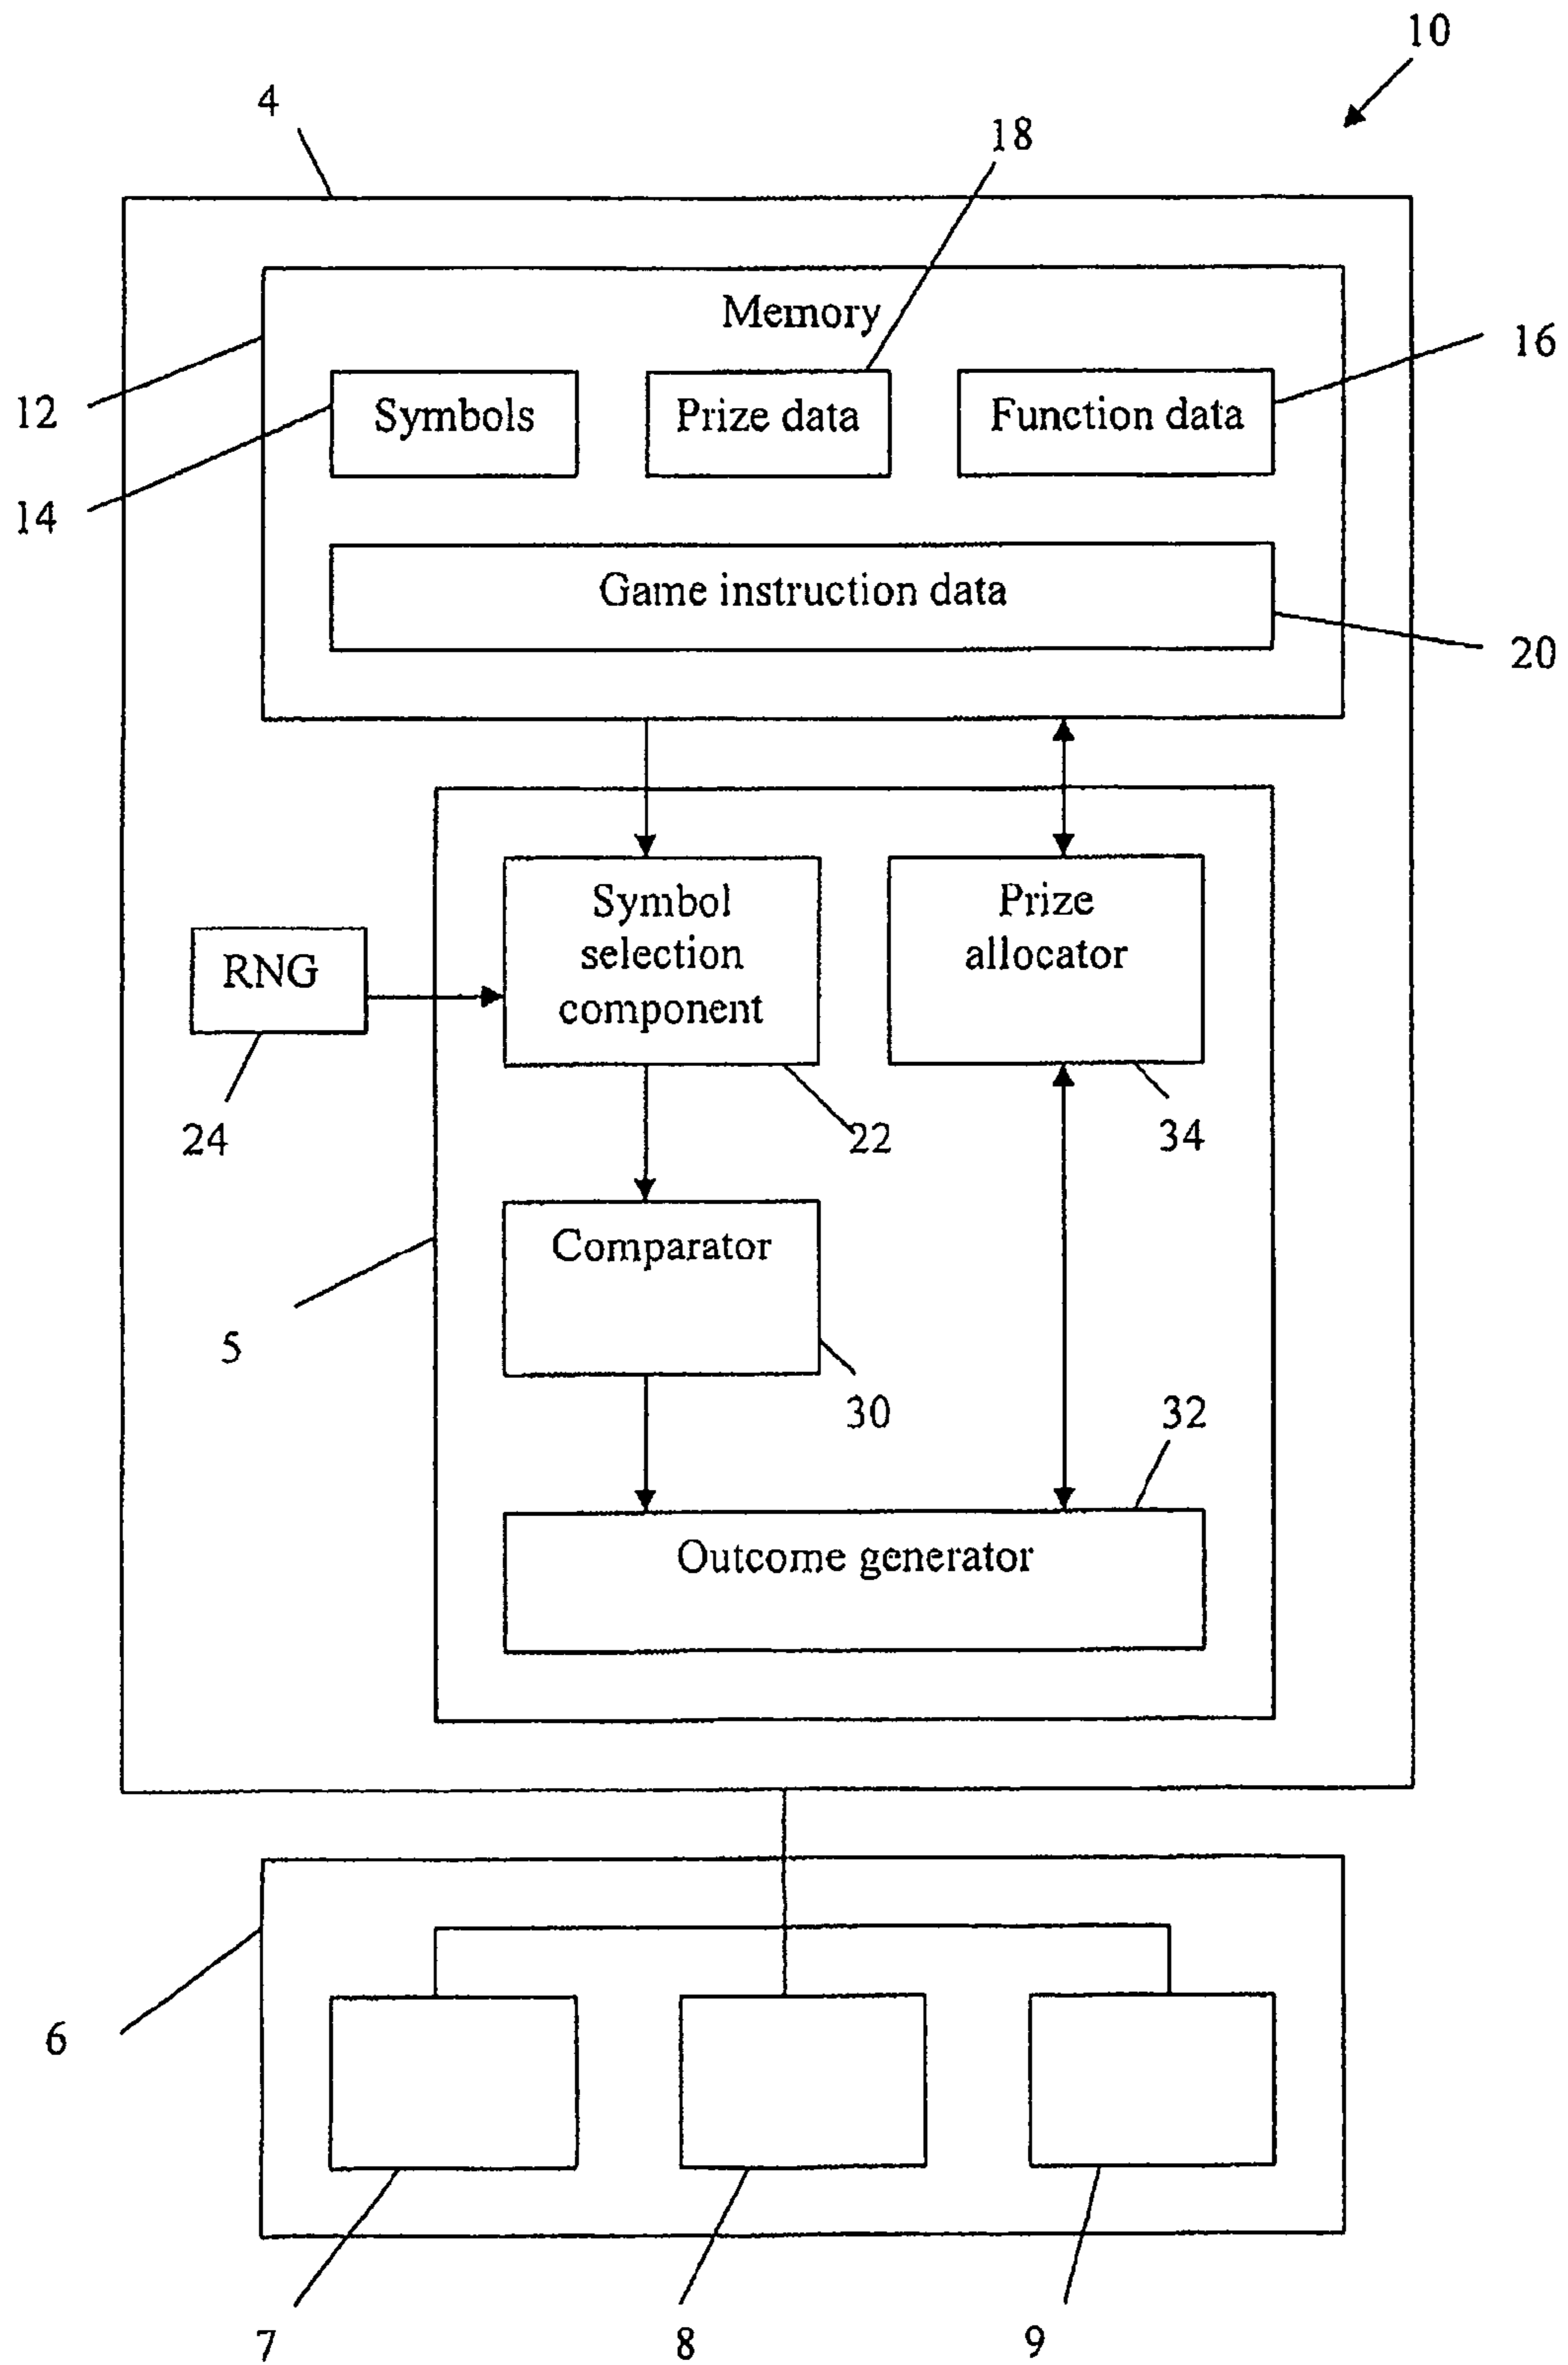 10
4
18
Memory
16
12
Symbols
Prize data
Function data
14
Game instruction data
20
Symbol
selection
component
Prize
allocator
RNG
24
22
34
Comparator
5
30
32
Outcome generator
6
7
8
9